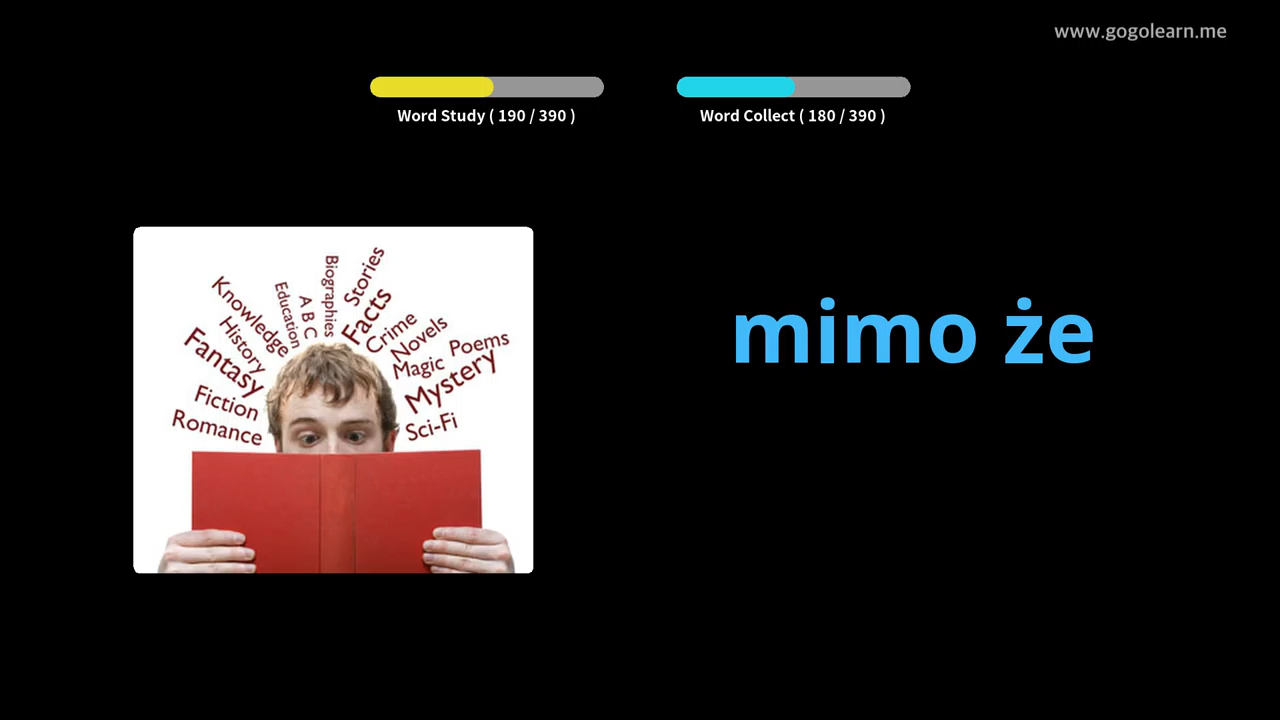 www.gogolearn.me
Word Study ( 190 / 390 )
Word Collect ( 180 / 390 )
Biographies
Stories
Education
A B C
Facts
Knowledge
Crime
History
Novels
Fantasy
Magic
Poems
Mystery
Fiction
Romance
Sci-Fi
mimo że